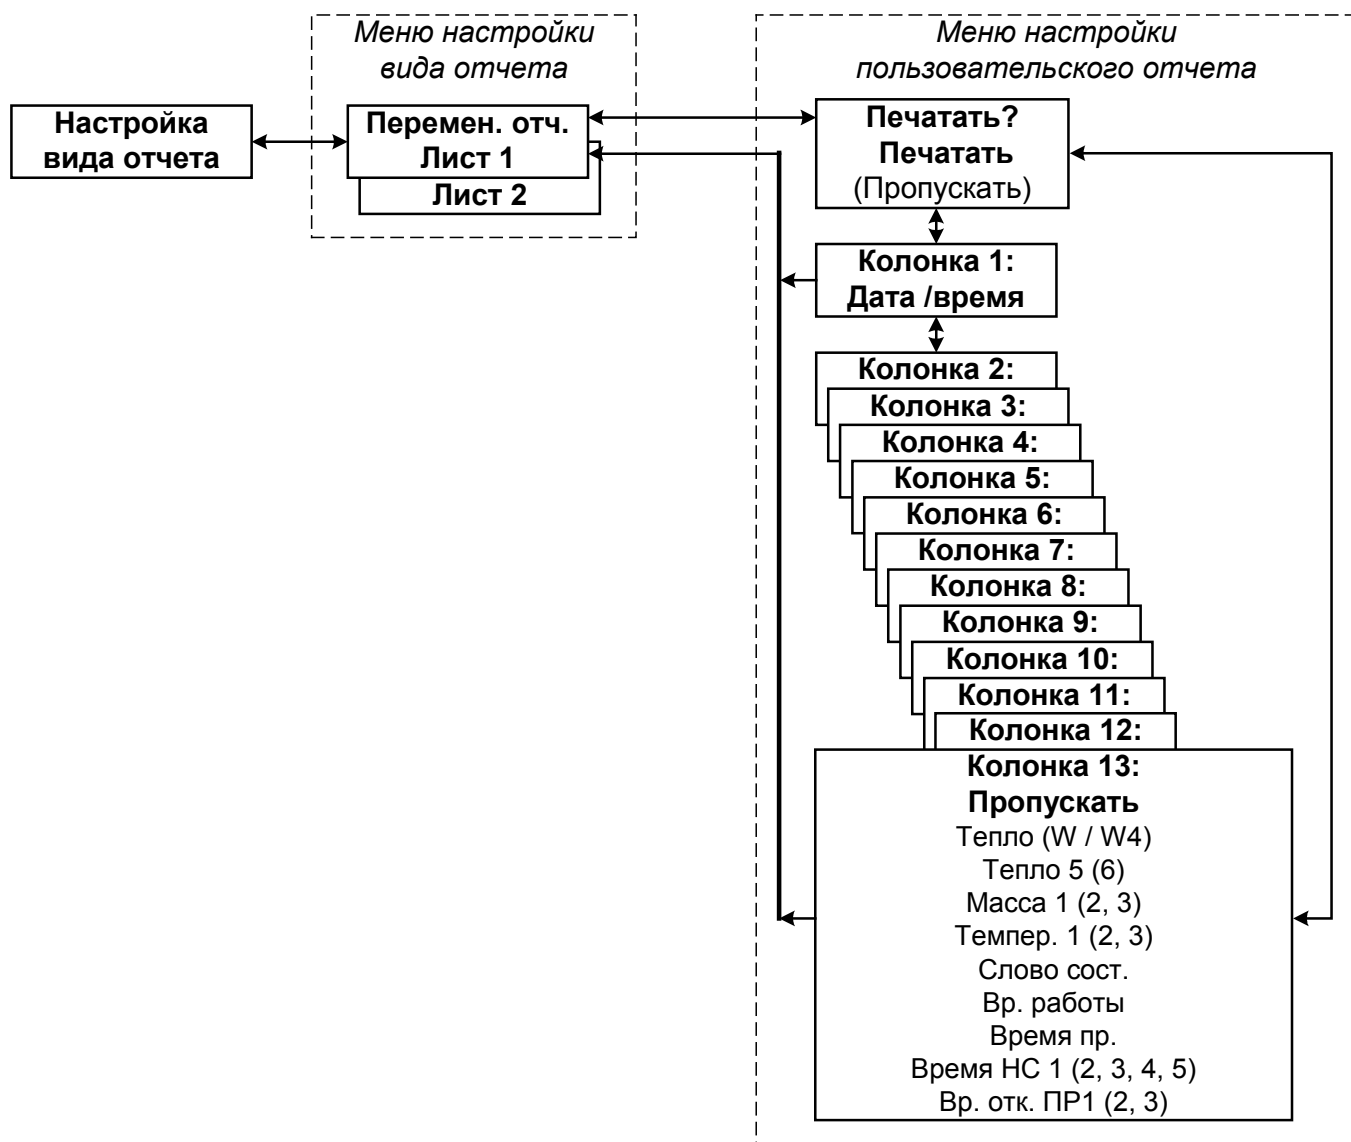 Меню настройки
вида отчета
Меню настройки
пользовательского отчета
Настройка
вида отчета
Перемен. отч.
Лист 1
Лист 2
Печатать?
Печатать
(Пропускать)
Колонка 1:
Дата /время
Колонка 2:
Колонка 3:
Колонка 4:
Колонка 5:
Колонка 6:
Колонка 7:
Колонка 8:
Колонка 9:
Колонка 10:
Колонка 11:
Колонка 12:
Колонка 13:
Пропускать
Тепло (W / W4)
Тепло 5 (6)
Масса 1 (2, 3)
Темпер. 1 (2, 3)
Слово сост.
Вр. работы
Время пр.
Время НС 1 (2, 3, 4, 5)
Вр. отк. ПР1 (2, 3)